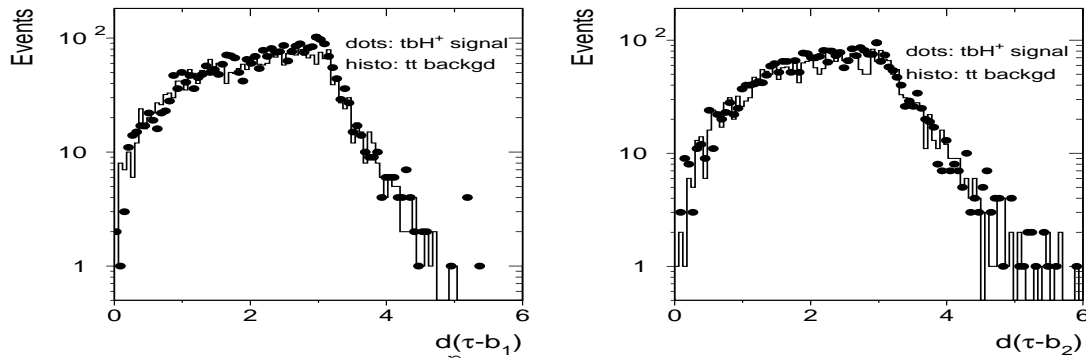 Events
10²
10
1
dots: tbH⁺ signal
histo: tt backgd
0 2 4 6
d(τ-b₁)
Events
10²
10
1
dots: tbH⁺ signal
histo: tt backgd
0 2 4 6
d(τ-b₂)